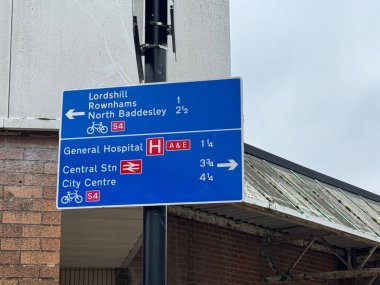 Lordshill
Rownhams 1
North Baddesley 2½
S4
General Hospital H A & E 1¼
Central Stn 3¾
City Centre 4¼
S4